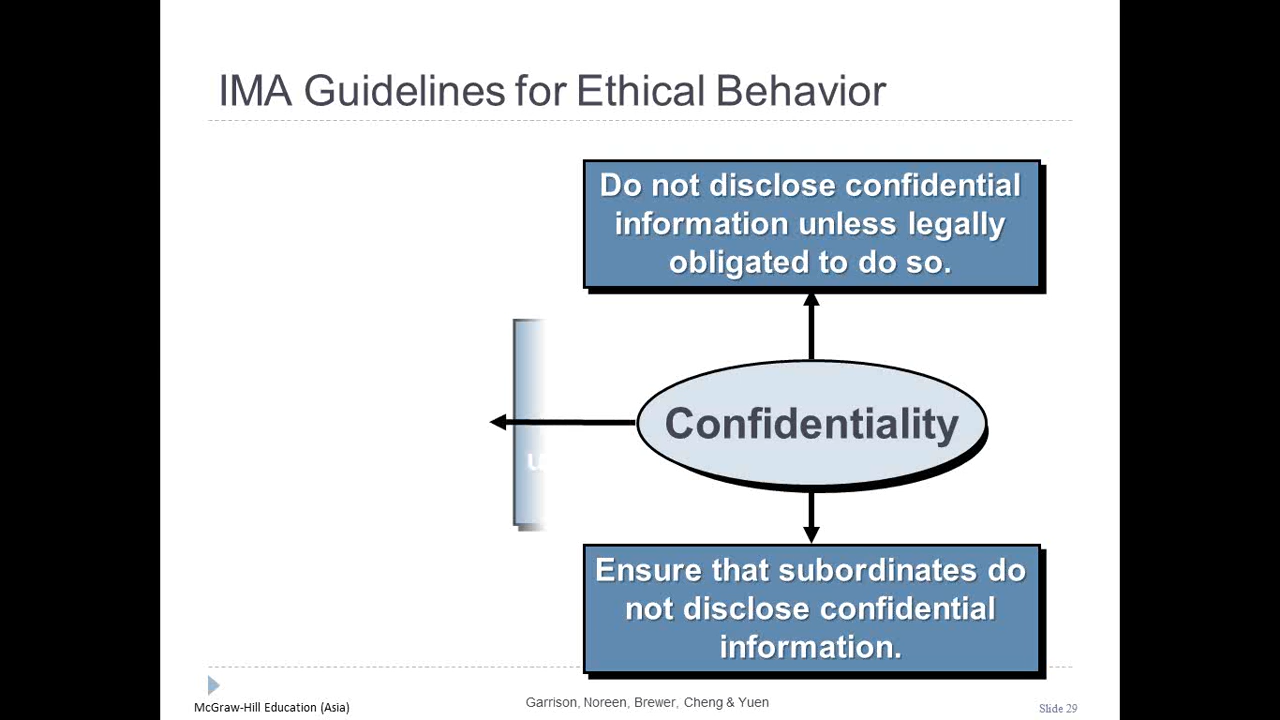 IMA Guidelines for Ethical Behavior
Do not disclose confidential
information unless legally
obligated to do so.
Confidentiality
Ensure that subordinates do
not disclose confidential
information.
McGraw-Hill Education (Asia)
Garrison, Noreen, Brewer, Cheng & Yuen
Slide 29